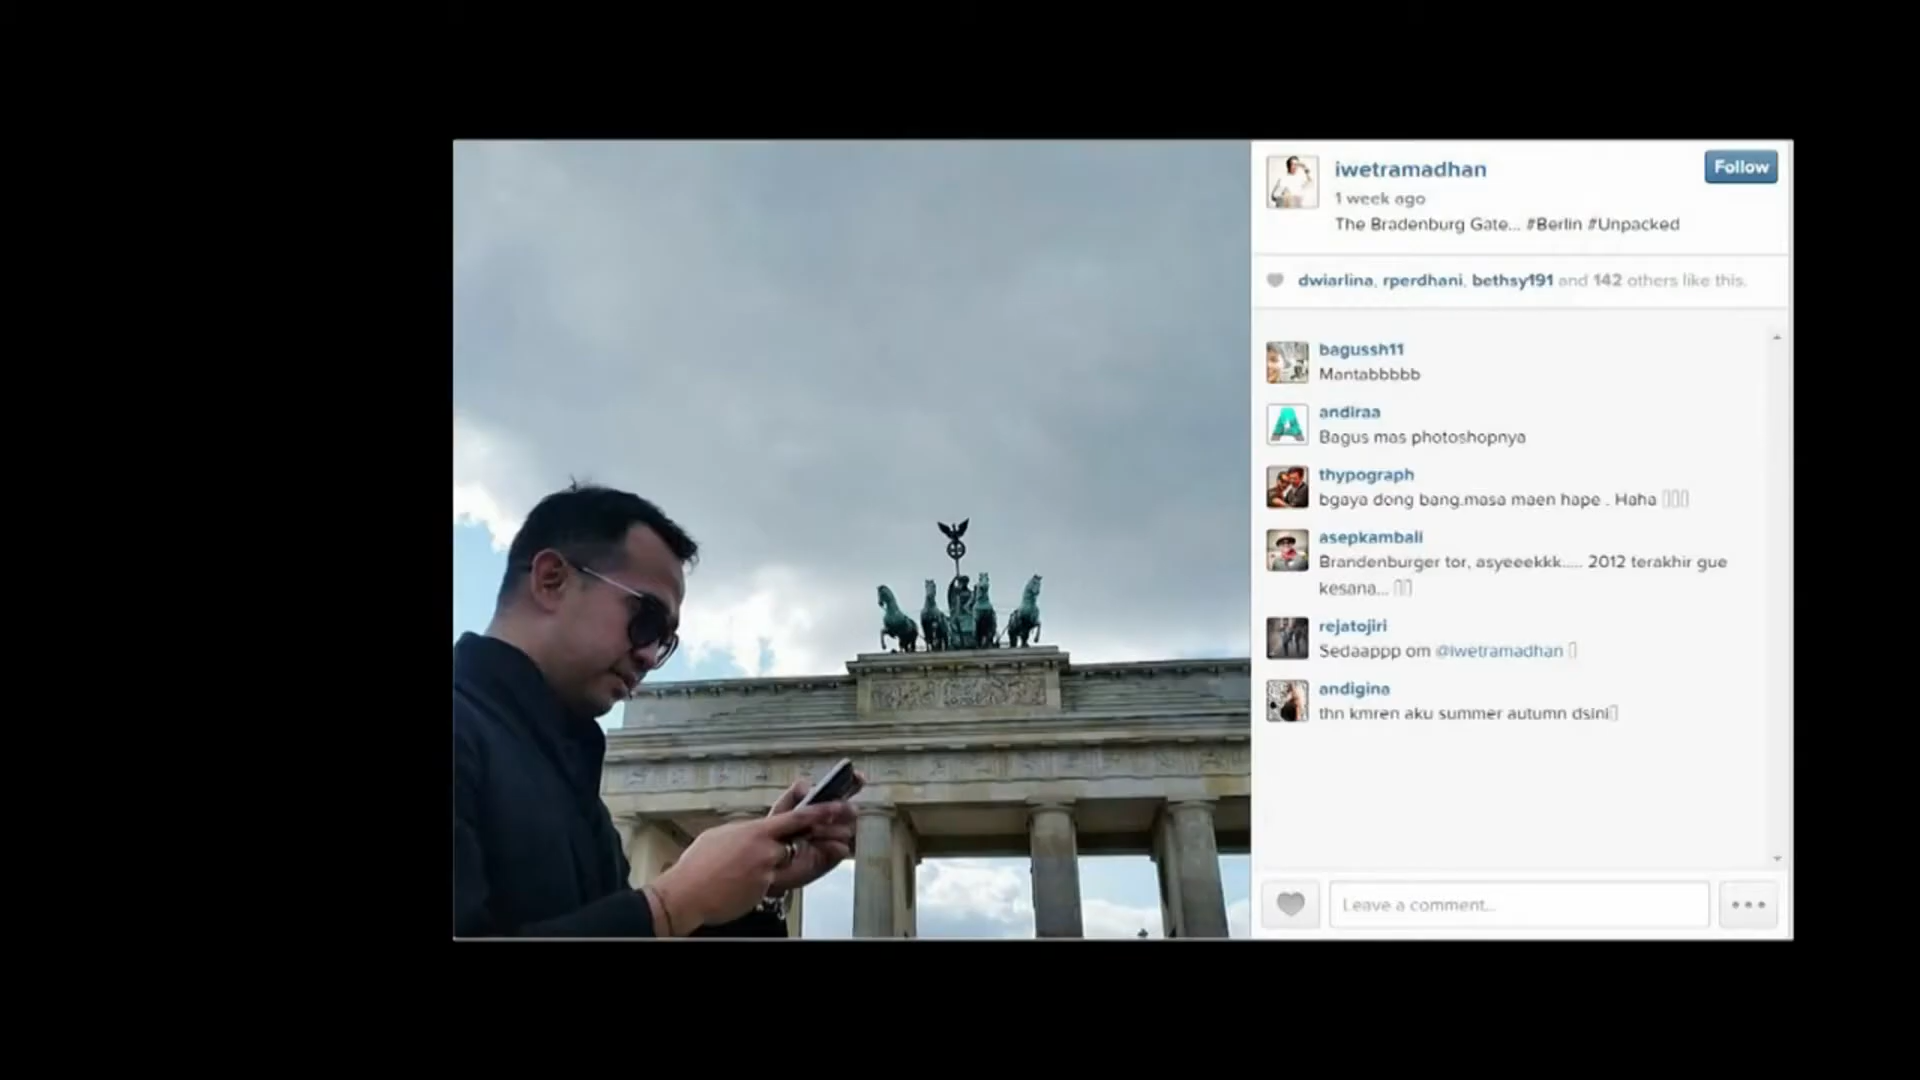 iwetramadhan
Follow
1 week ago
The Bradenburg Gate... #Berlin #Unpacked
dwiarlina, rperdhani, bethsy191 and 142 others like this.
bagussh11
Mantabbbbb
andiraa
Bagus mas photoshopnya
thypograph
bgaya dong bang.masa maen hape . Haha
asepkambali
Brandenburger tor, asyeeekkk..... 2012 terakhir gue
kesana...
rejatojiri
Sedaappp om @iwetramadhan
andigina
thn kmren aku summer autumn dsini
Leave a comment...